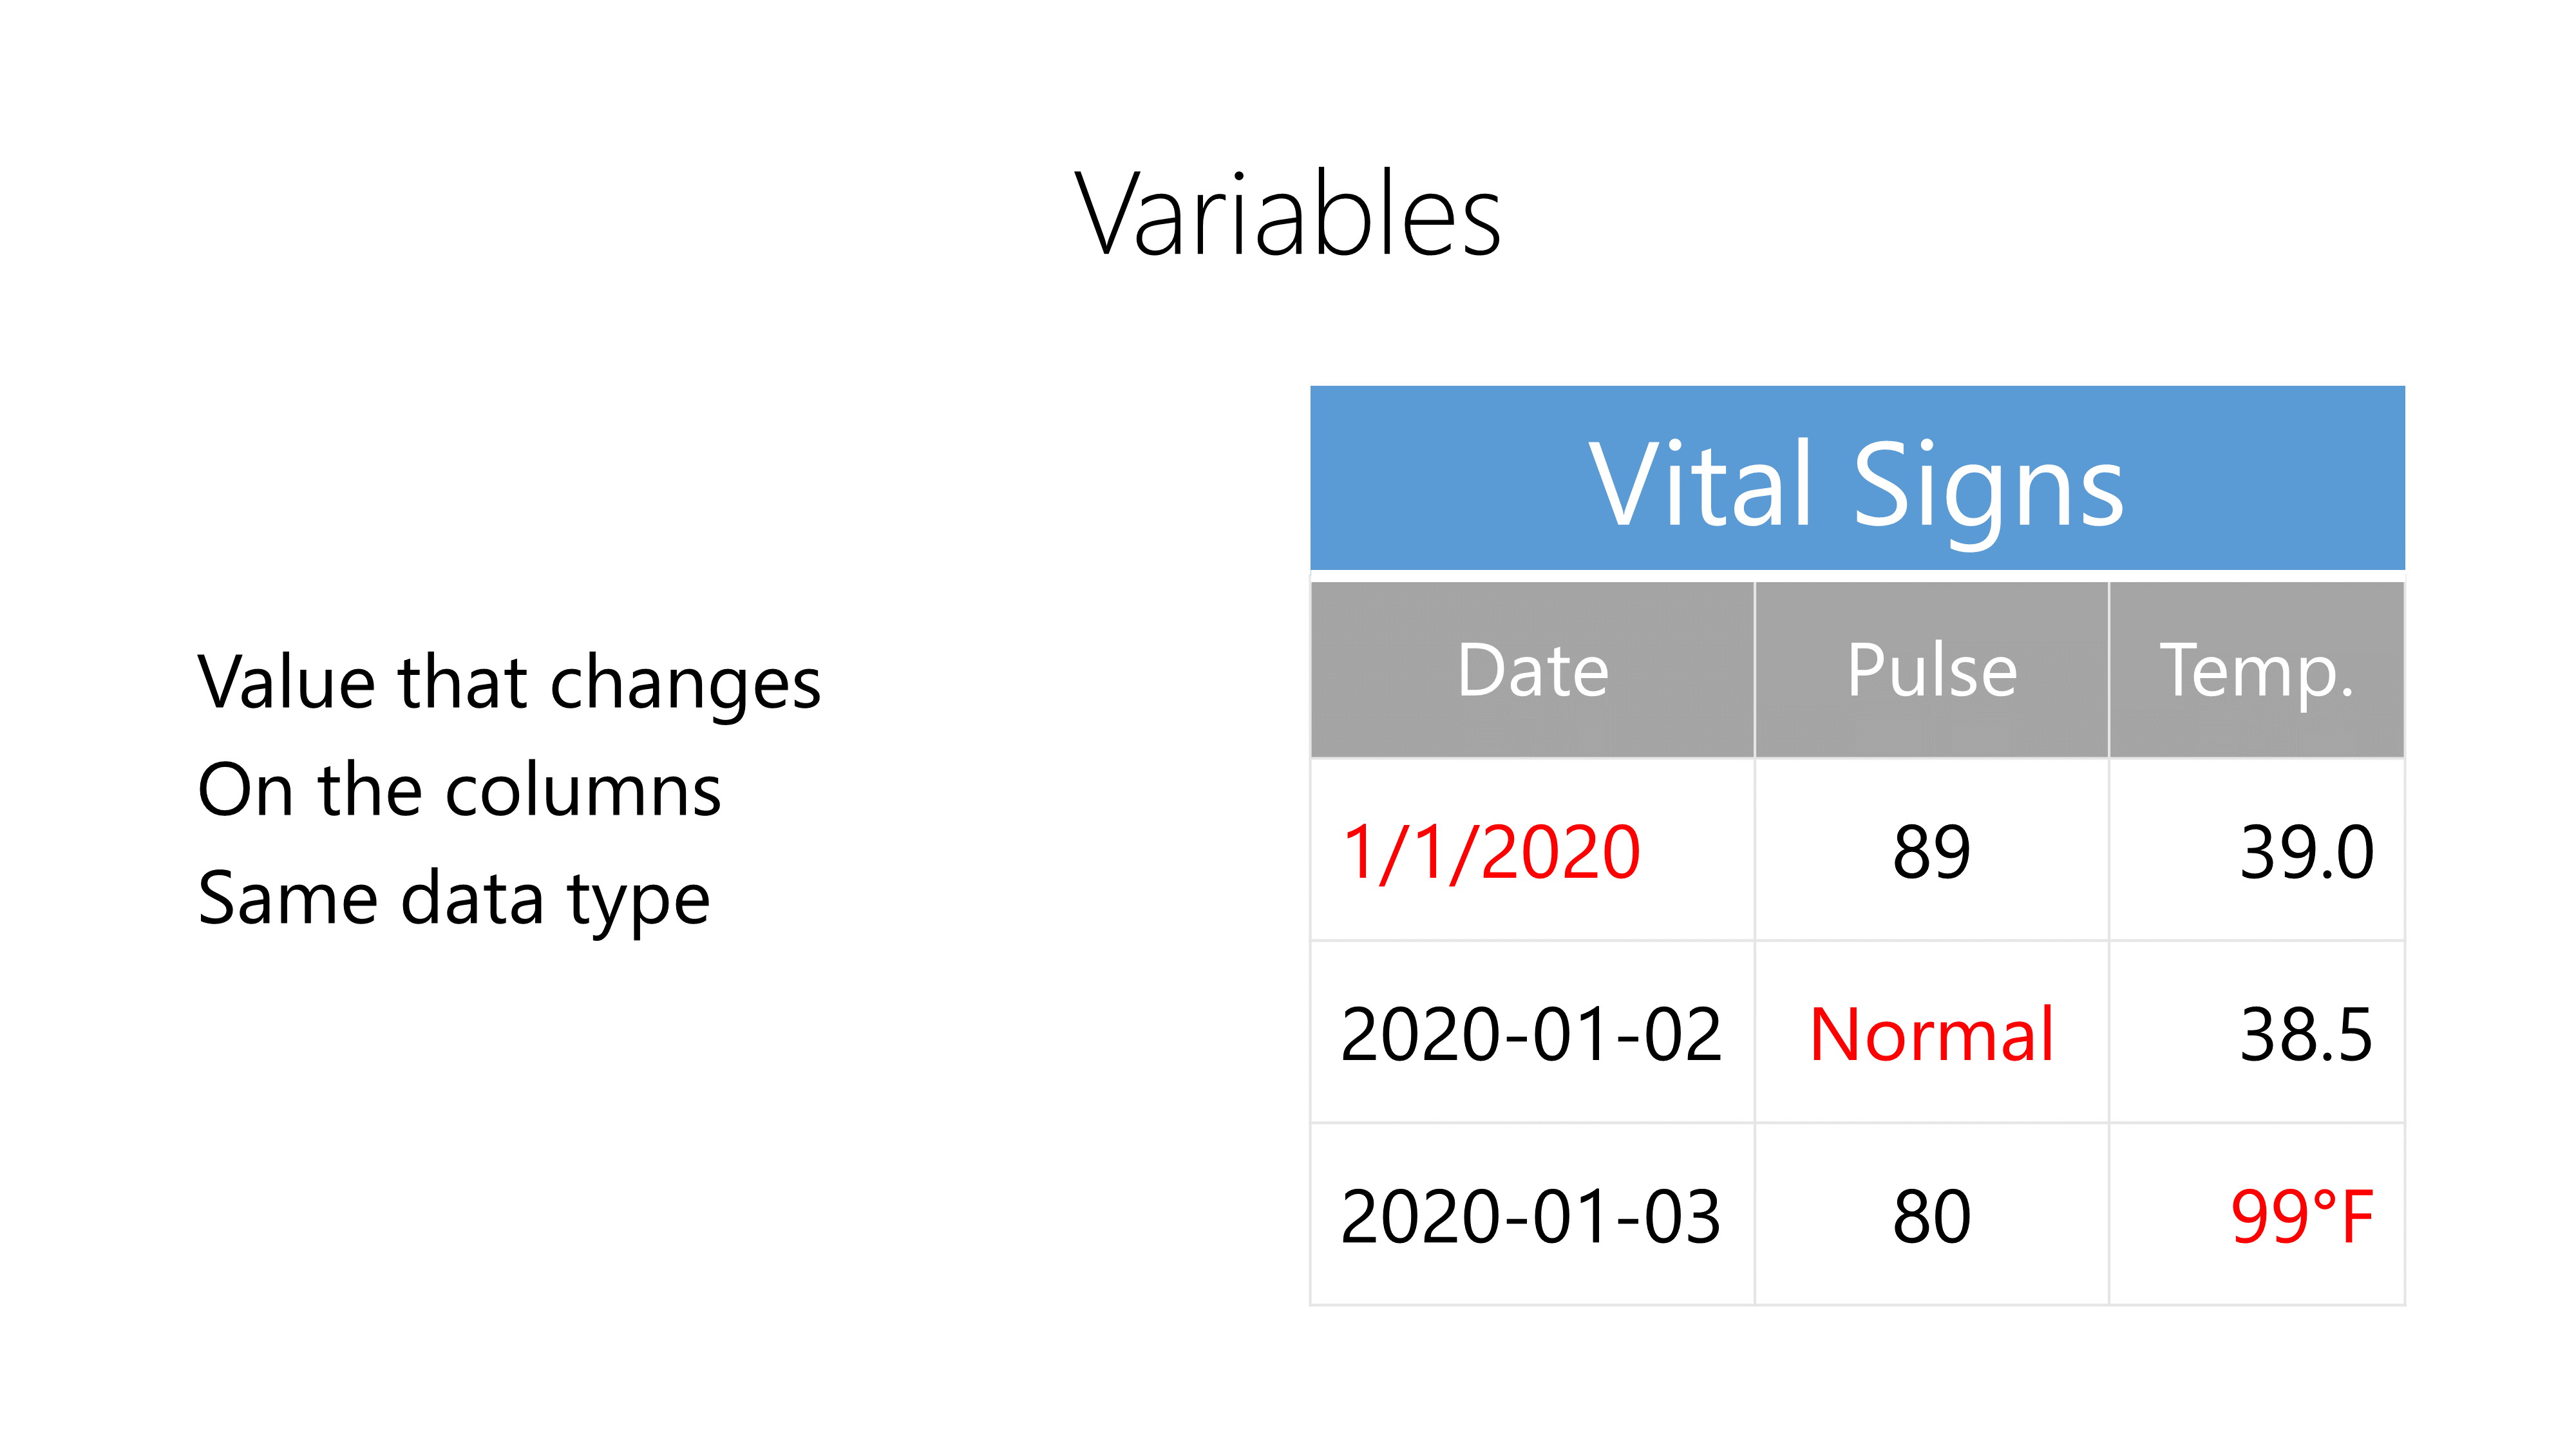 Variables
Value that changes
On the columns
Same data type
Vital Signs
Date Pulse Temp.
1/1/2020 89 39.0
2020-01-02 Normal 38.5
2020-01-03 80 99°F